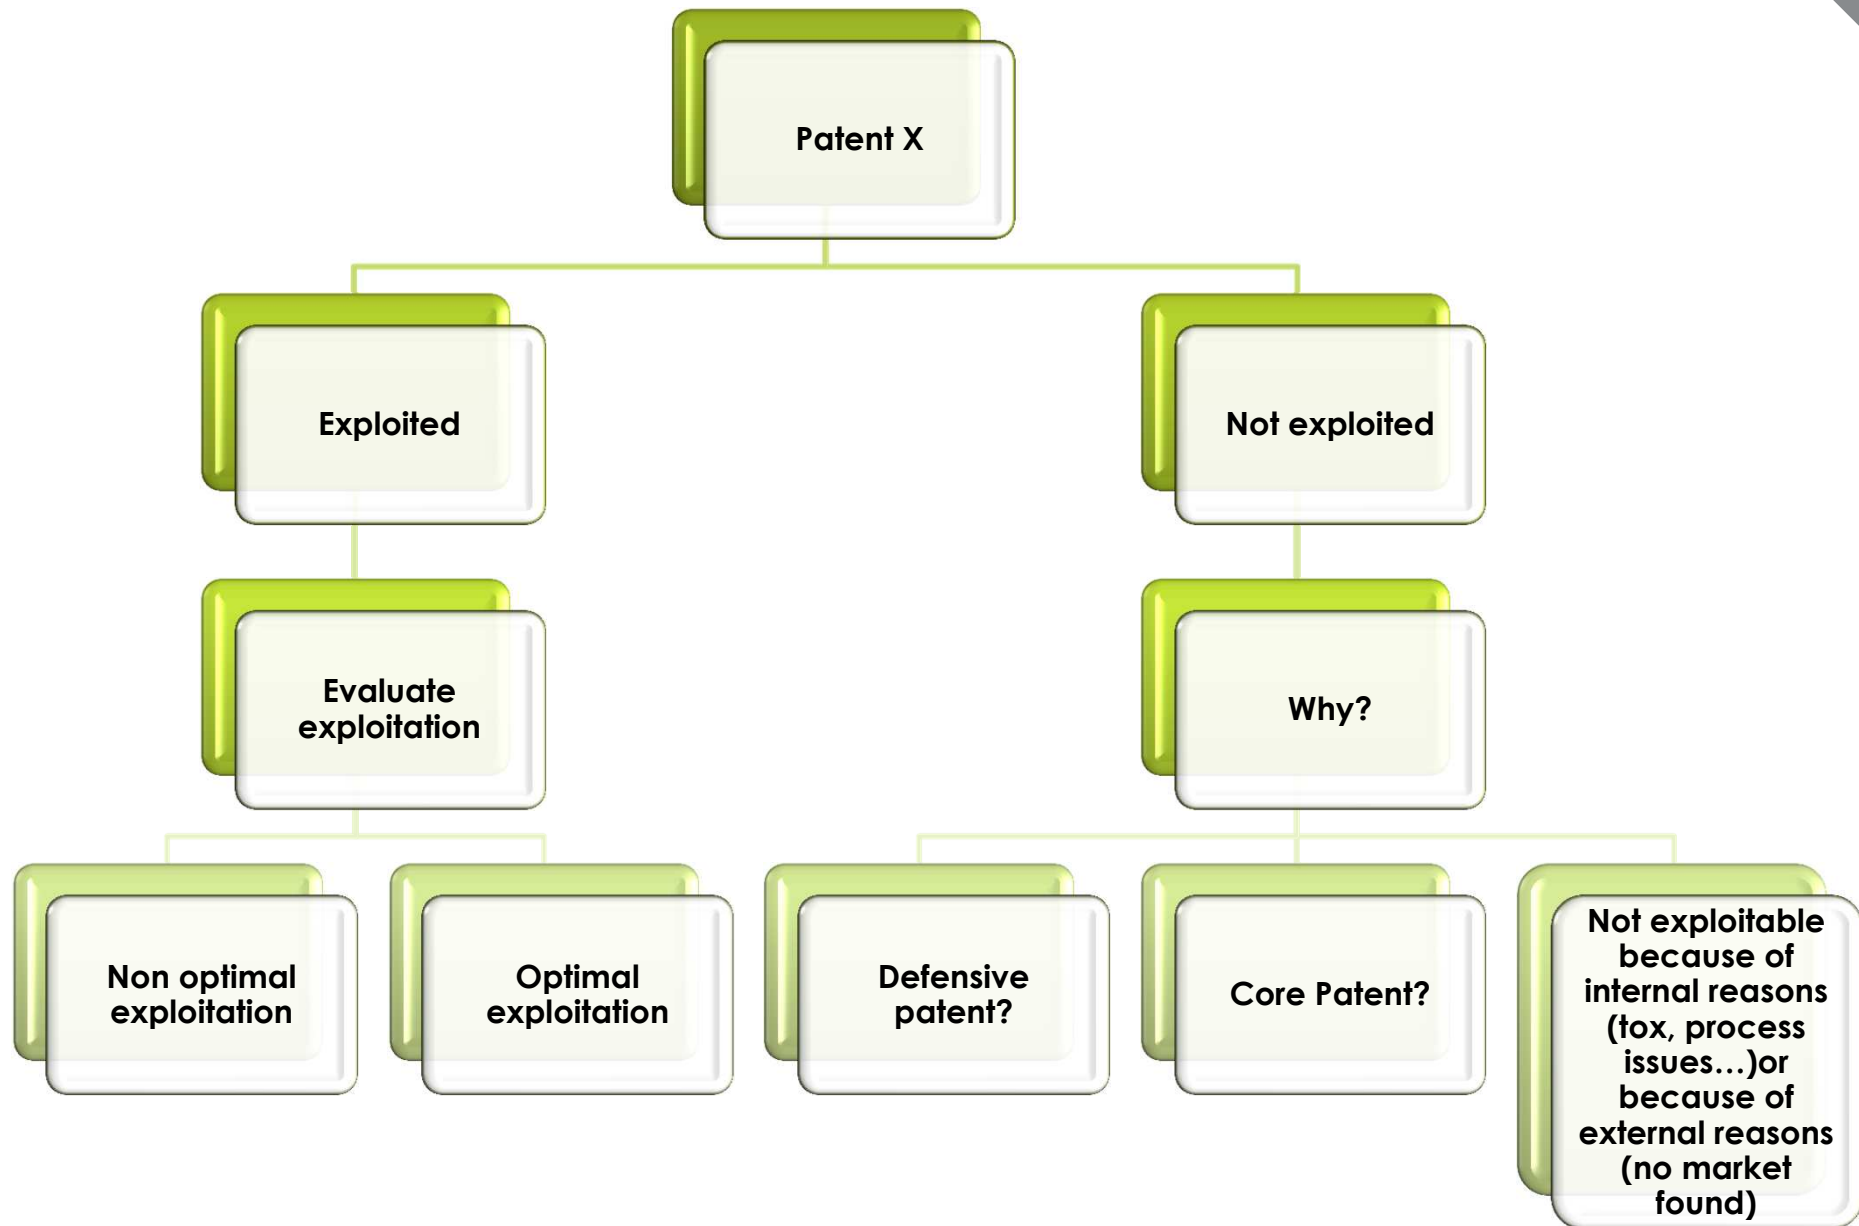 Patent X
Exploited
Not exploited
Evaluate
exploitation
Why?
Non optimal
exploitation
Optimal
exploitation
Defensive
patent?
Core Patent?
Not exploitable
because of
internal reasons
(tox, process
issues…)or
because of
external reasons
(no market
found)